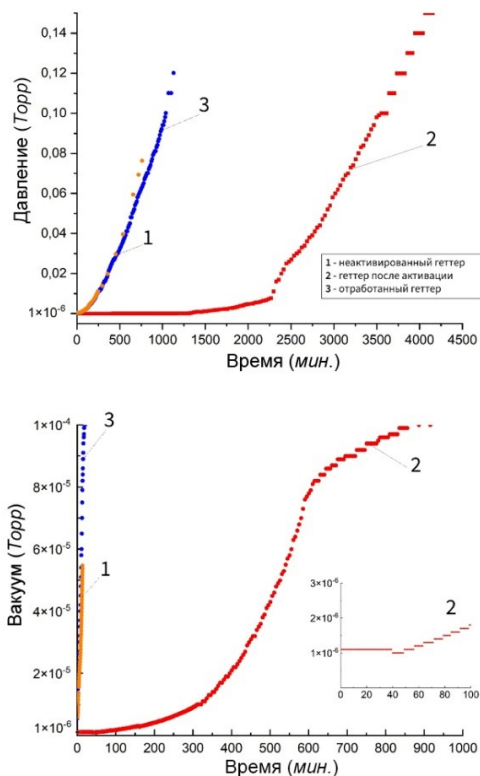 0,14
0,12
0,10
0,08
0,06
0,04
0,02
1×10⁻⁶
Давление (Торр)
3
2
1
1 - неактивированный геттер
2 - геттер после активации
3 - отработанный геттер
0 500 1000 1500 2000 2500 3000 3500 4000 4500
Время (мин.)
1×10⁻⁴
8×10⁻⁵
6×10⁻⁵
4×10⁻⁵
2×10⁻⁵
1×10⁻⁶
Вакуум (Торр)
3
2
1
3×10⁻⁶
2×10⁻⁶
1×10⁻⁶
2
0 20 40 60 80 100
0 100 200 300 400 500 600 700 800 900 1000
Время (мин.)